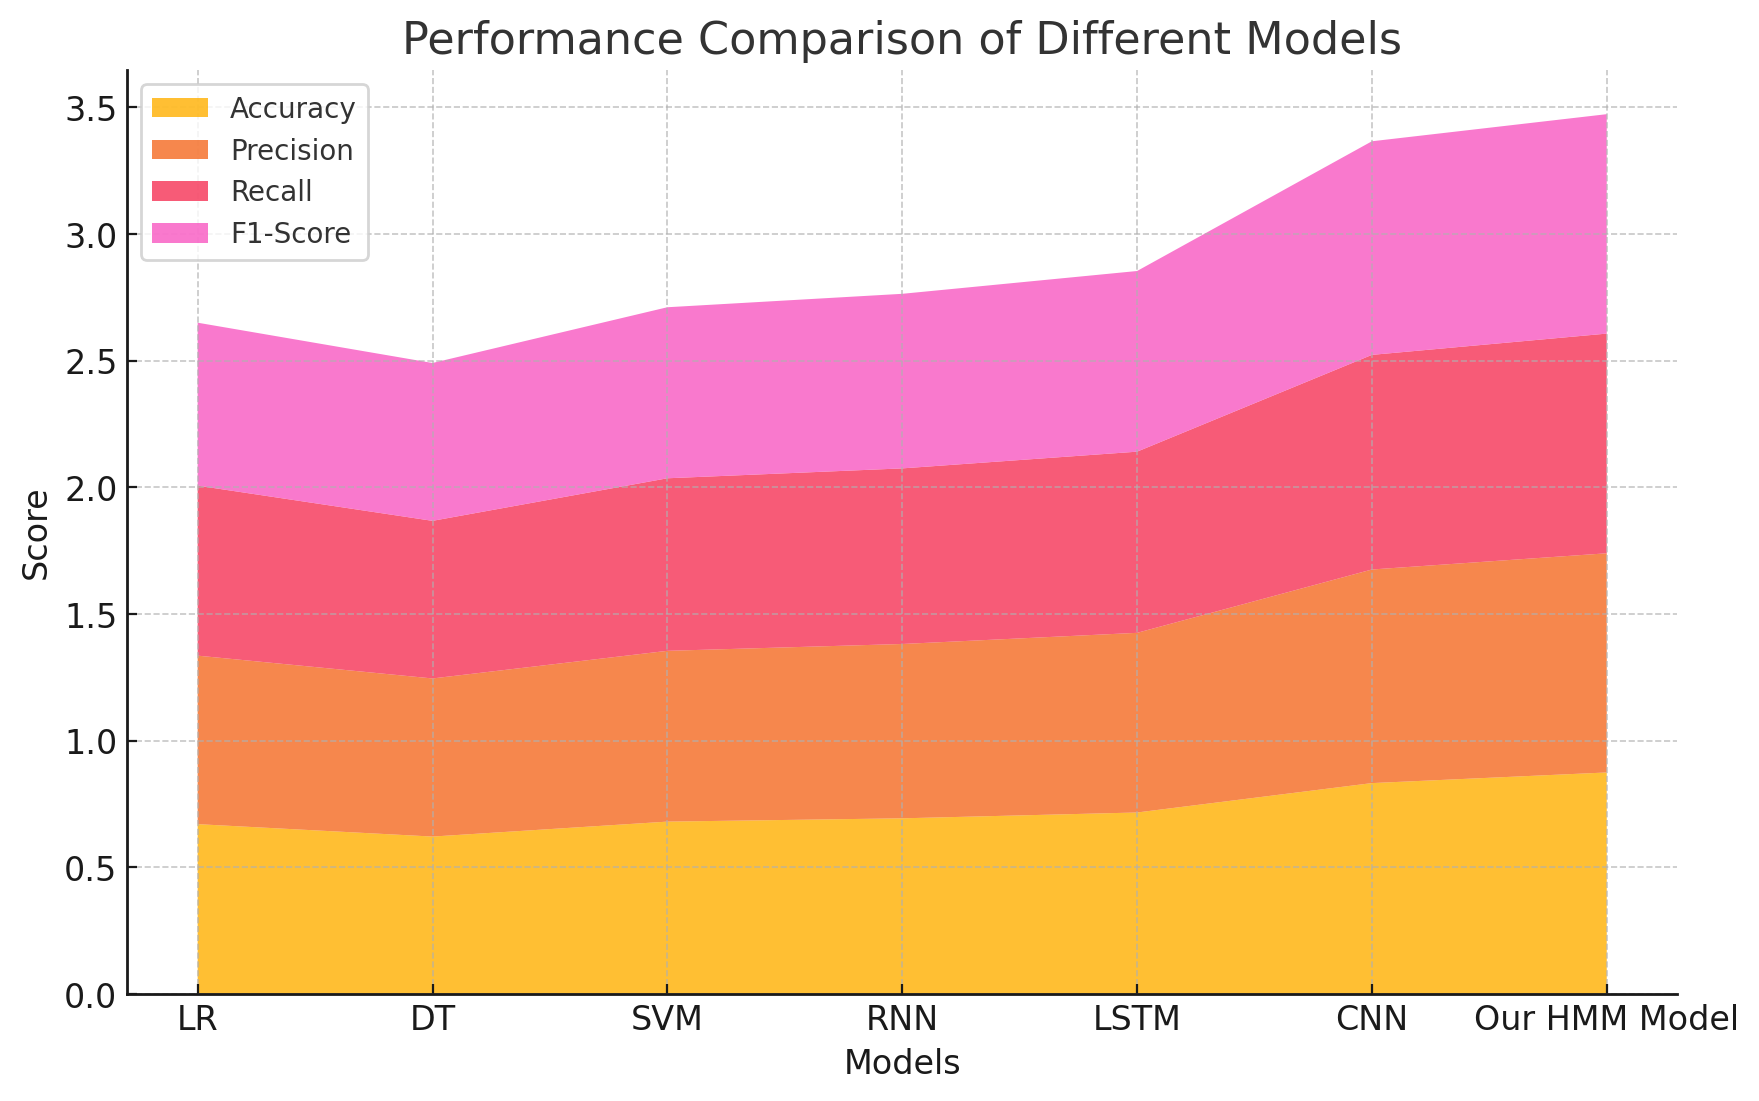 Performance Comparison of Different Models
Accuracy
Precision
Recall
F1-Score
Score
3.5
3.0
2.5
2.0
1.5
1.0
0.5
0.0
LR DT SVM RNN LSTM CNN Our HMM Model
Models